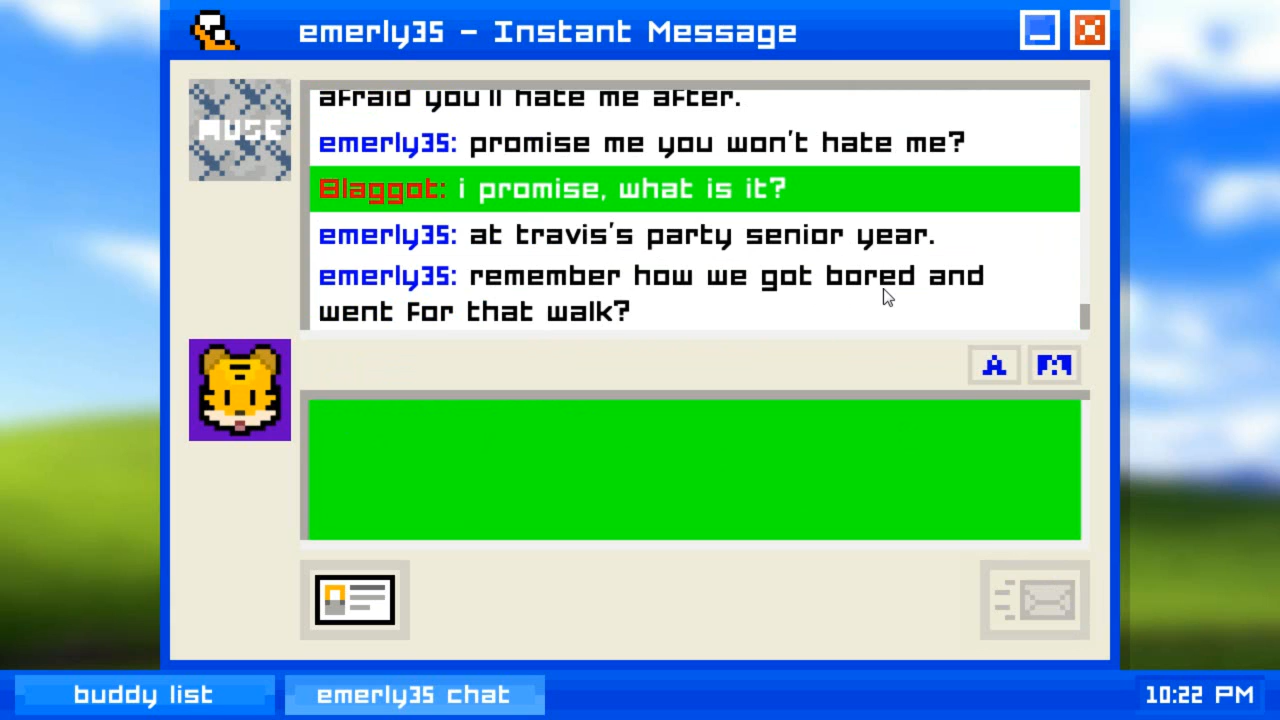 emerly35 - Instant Message
MUSE
afraid you'll hate me after.
emerly35: promise me you won't hate me?
Blaggot: i promise, what is it?
emerly35: at travis's party senior year.
emerly35: remember how we got bored and
went for that walk?
A
buddy list
emerly35 chat
10:22 PM